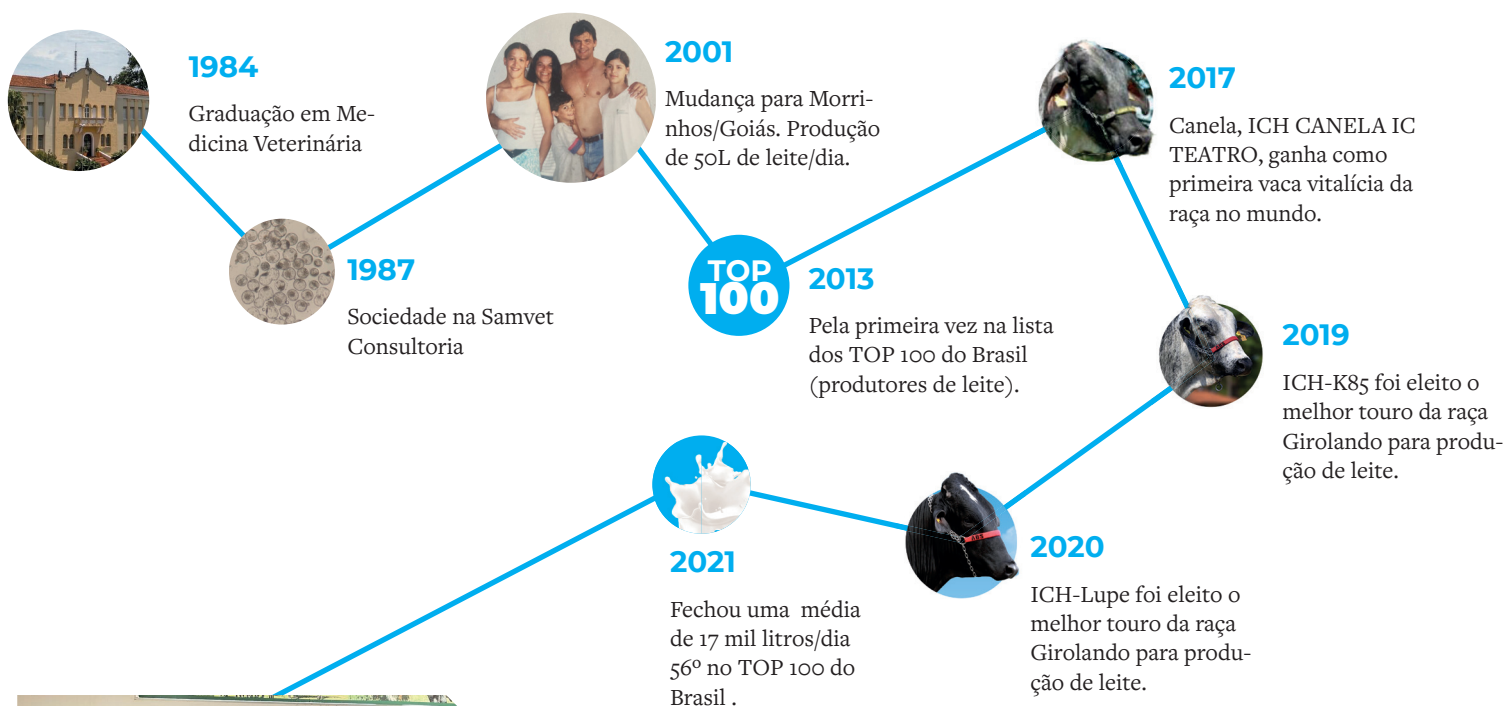 1984
Graduação em Me-
dicina Veterinária
1987
Sociedade na Samvet
Consultoria
2001
Mudança para Morri-
nhos/Goiás. Produção
de 50L de leite/dia.
TOP
100
2013
Pela primeira vez na lista
dos TOP 100 do Brasil
(produtores de leite).
2017
Canela, ICH CANELA IC
TEATRO, ganha como
primeira vaca vitalícia da
raça no mundo.
2019
ICH-K85 foi eleito o
melhor touro da raça
Girolando para produ-
ção de leite.
2020
ICH-Lupe foi eleito o
melhor touro da raça
Girolando para produ-
ção de leite.
ABS
2021
Fechou uma  média
de 17 mil litros/dia
56º no TOP 100 do
Brasil .